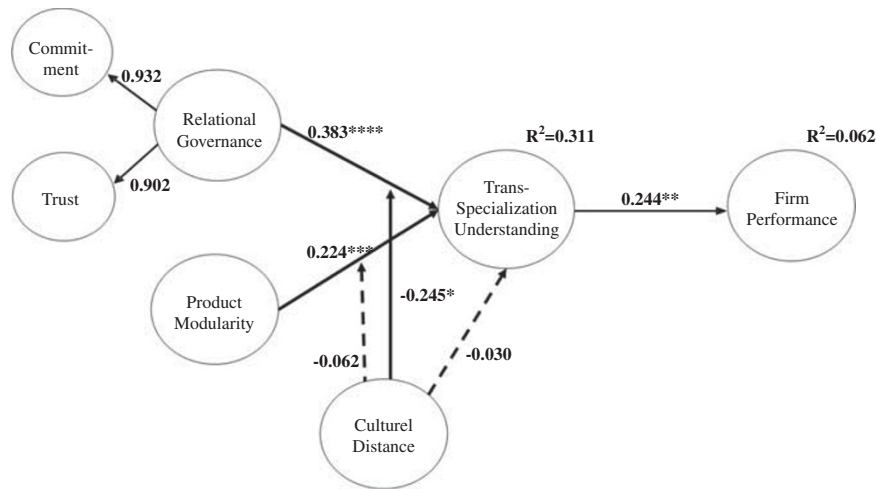 Commit-
ment
0.932
Relational
Governance
0.902
Trust
0.383****
R²=0.311
R²=0.062
Trans-
Specialization
Understanding
0.244**
Firm
Performance
0.224***
Product
Modularity
-0.245*
-0.062
-0.030
Culturel
Distance